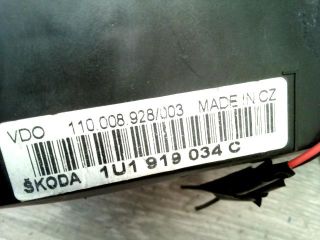 VDO 110.008.928/003 MADE IN CZ
ŠKODA 1U1 919 034 C